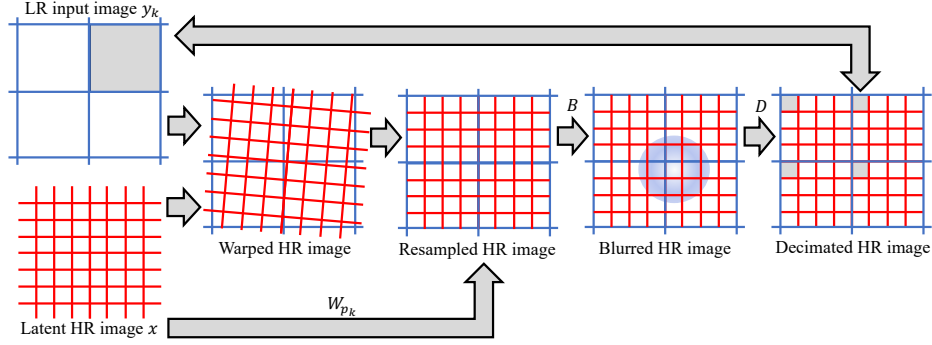 LR input image y_k
B
D
Warped HR image
Resampled HR image
Blurred HR image
Decimated HR image
W_{p_k}
Latent HR image x